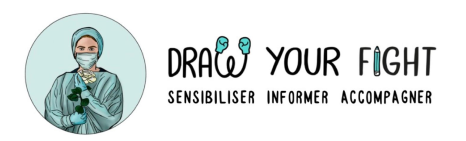 DRAW YOUR FIGHT
SENSIBILISER INFORMER ACCOMPAGNER